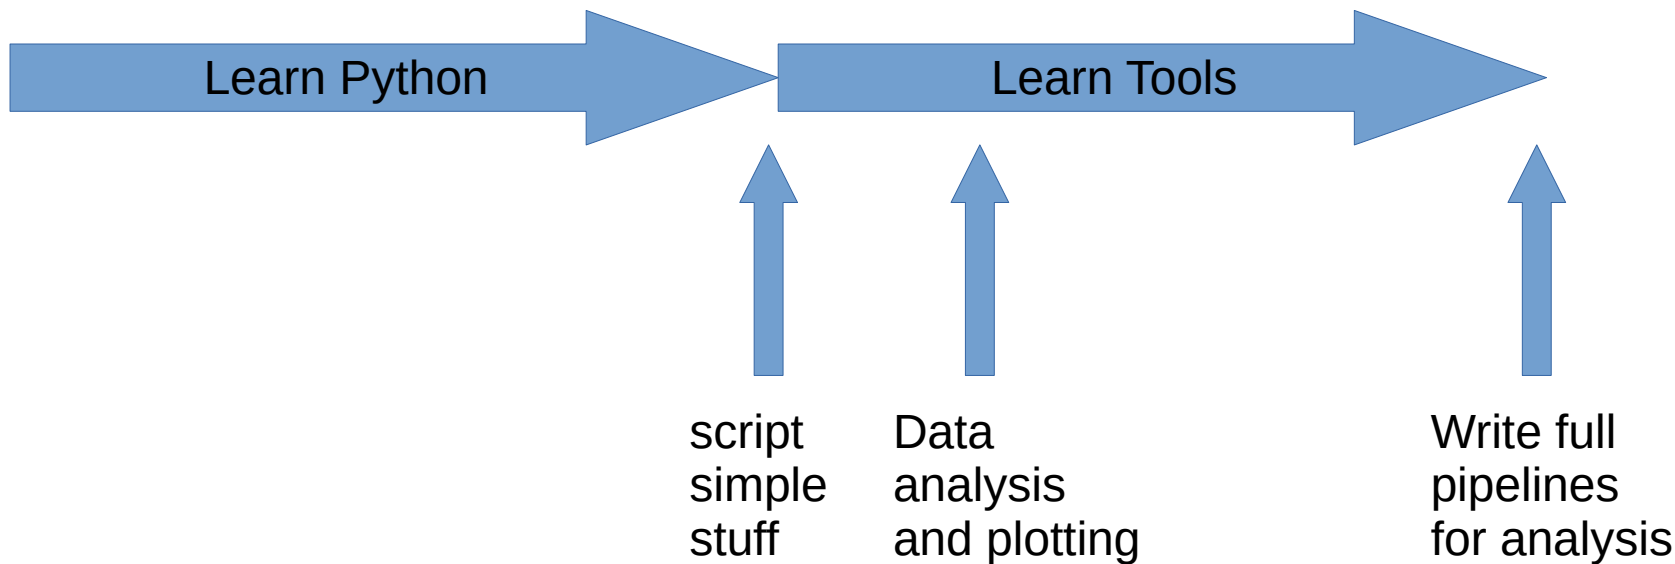 Learn Python
Learn Tools
script
simple
stuff
Data
analysis
and plotting
Write full
pipelines
for analysis